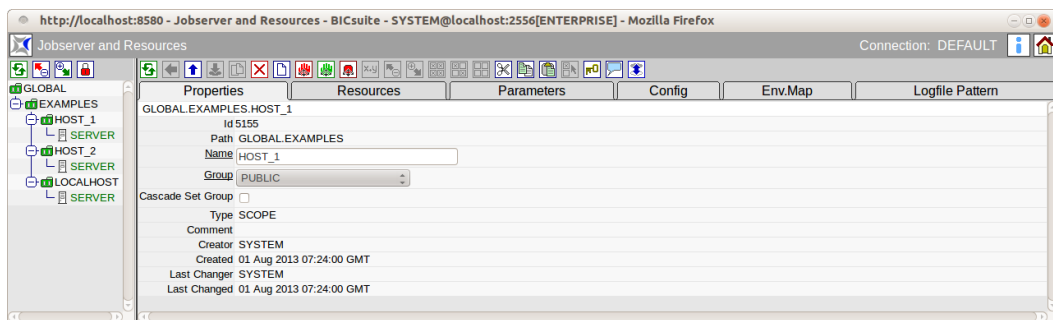 http://localhost:8580 - Jobserver and Resources - BICsuite - SYSTEM@localhost:2556[ENTERPRISE] - Mozilla Firefox
Jobserver and Resources Connection: DEFAULT
GLOBAL
EXAMPLES
HOST_1
SERVER
HOST_2
SERVER
LOCALHOST
SERVER
x-y
Properties Resources Parameters Config Env.Map Logfile Pattern
GLOBAL.EXAMPLES.HOST_1
Id 5155
Path GLOBAL.EXAMPLES
Name HOST_1
Group PUBLIC
Cascade Set Group
Type SCOPE
Comment
Creator SYSTEM
Created 01 Aug 2013 07:24:00 GMT
Last Changer SYSTEM
Last Changed 01 Aug 2013 07:24:00 GMT